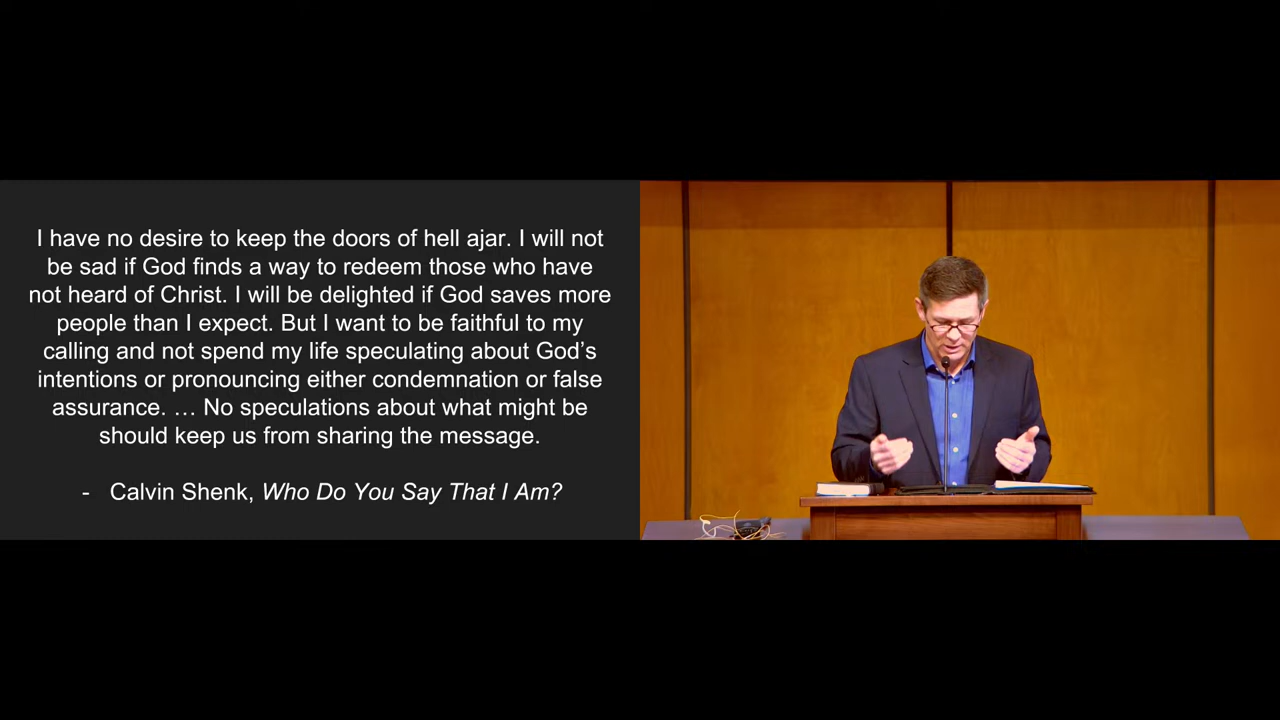 I have no desire to keep the doors of hell ajar. I will not
be sad if God finds a way to redeem those who have
not heard of Christ. I will be delighted if God saves more
people than I expect. But I want to be faithful to my
calling and not spend my life speculating about God’s
intentions or pronouncing either condemnation or false
assurance. … No speculations about what might be
should keep us from sharing the message.
- Calvin Shenk, Who Do You Say That I Am?